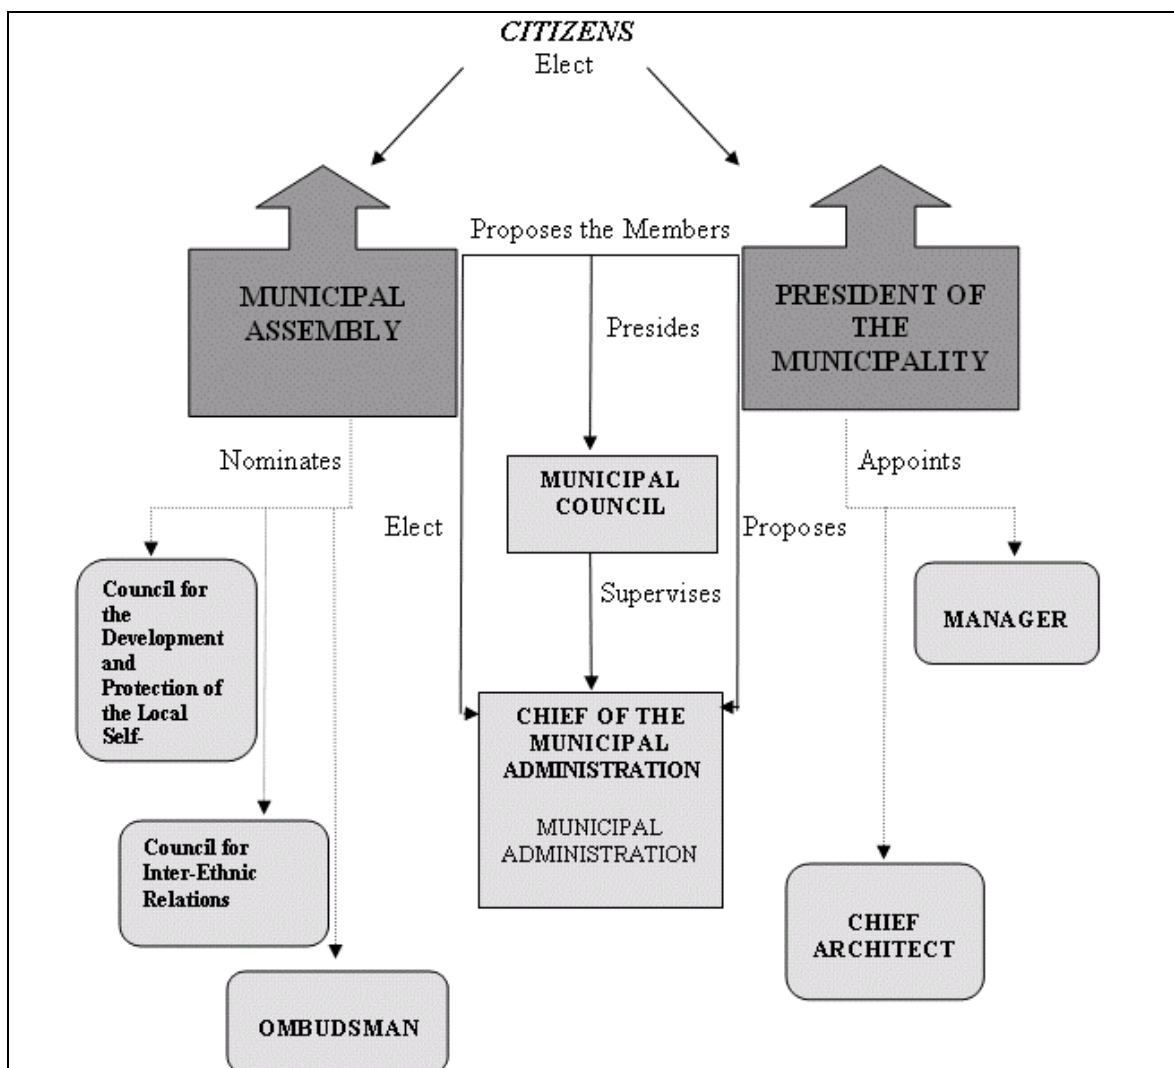 CITIZENS
Elect
Proposes the Members
MUNICIPAL
ASSEMBLY
PRESIDENT OF
THE
MUNICIPALITY
Presides
Nominates
Appoints
MUNICIPAL
COUNCIL
Elect
Proposes
Council for
the
Development
and
Protection of
the Local
Self-
Supervises
MANAGER
CHIEF OF THE
MUNICIPAL
ADMINISTRATION
MUNICIPAL
ADMINISTRATION
Council for
Inter-Ethnic
Relations
CHIEF
ARCHITECT
OMBUDSMAN